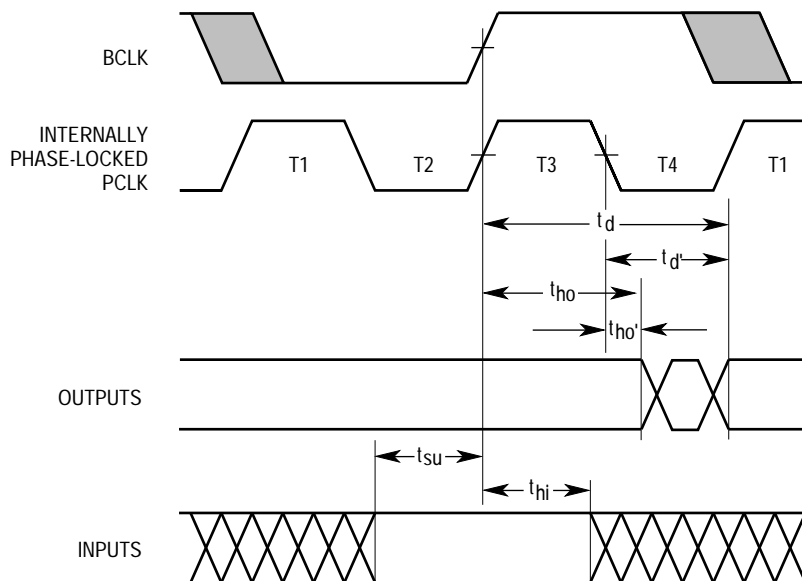 BCLK
INTERNALLY
PHASE-LOCKED
PCLK
T1 T2 T3 T4 T1
td
td'
tho
tho'
OUTPUTS
tsu
thi
INPUTS